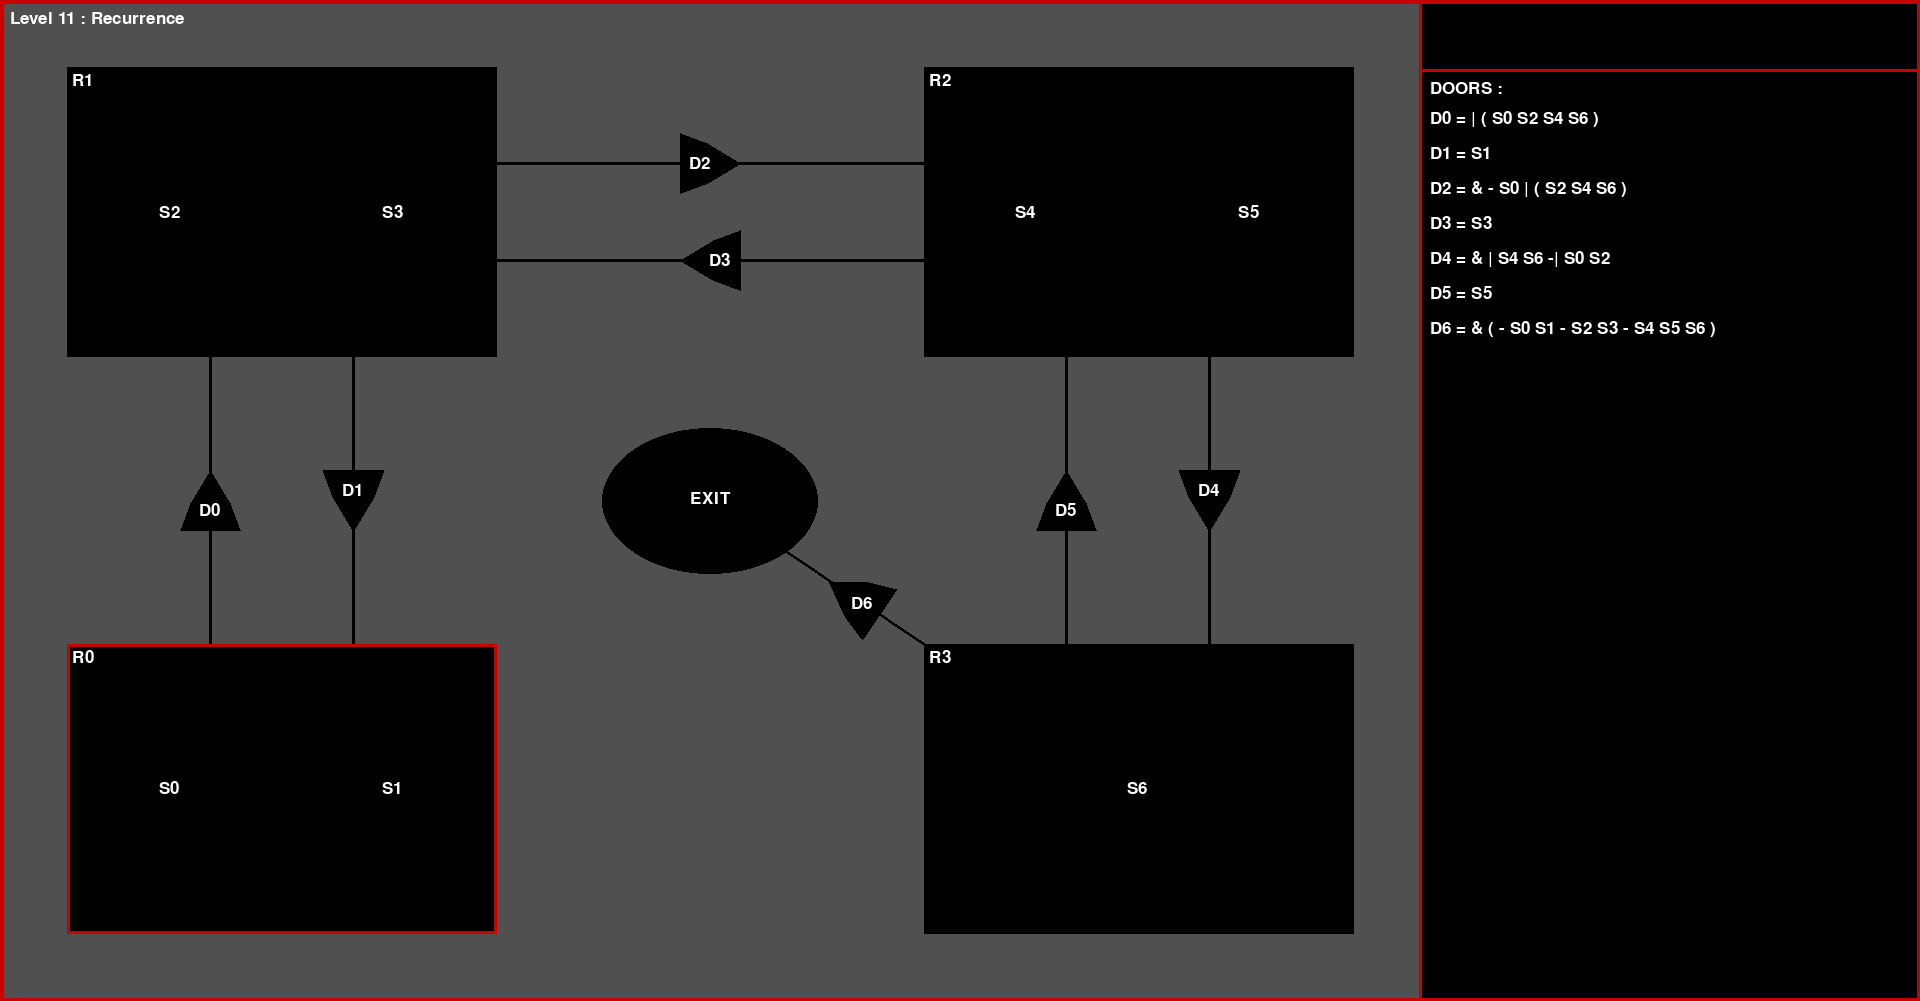 Level 11 : Recurrence
R1
R2
S2
S3
D2
D3
S4
S5
D0
D1
EXIT
D5
D4
D6
R0
R3
S0
S1
S6
DOORS :
D0 = | ( S0 S2 S4 S6 )
D1 = S1
D2 = & - S0 | ( S2 S4 S6 )
D3 = S3
D4 = & | S4 S6 -| S0 S2
D5 = S5
D6 = & ( - S0 S1 - S2 S3 - S4 S5 S6 )